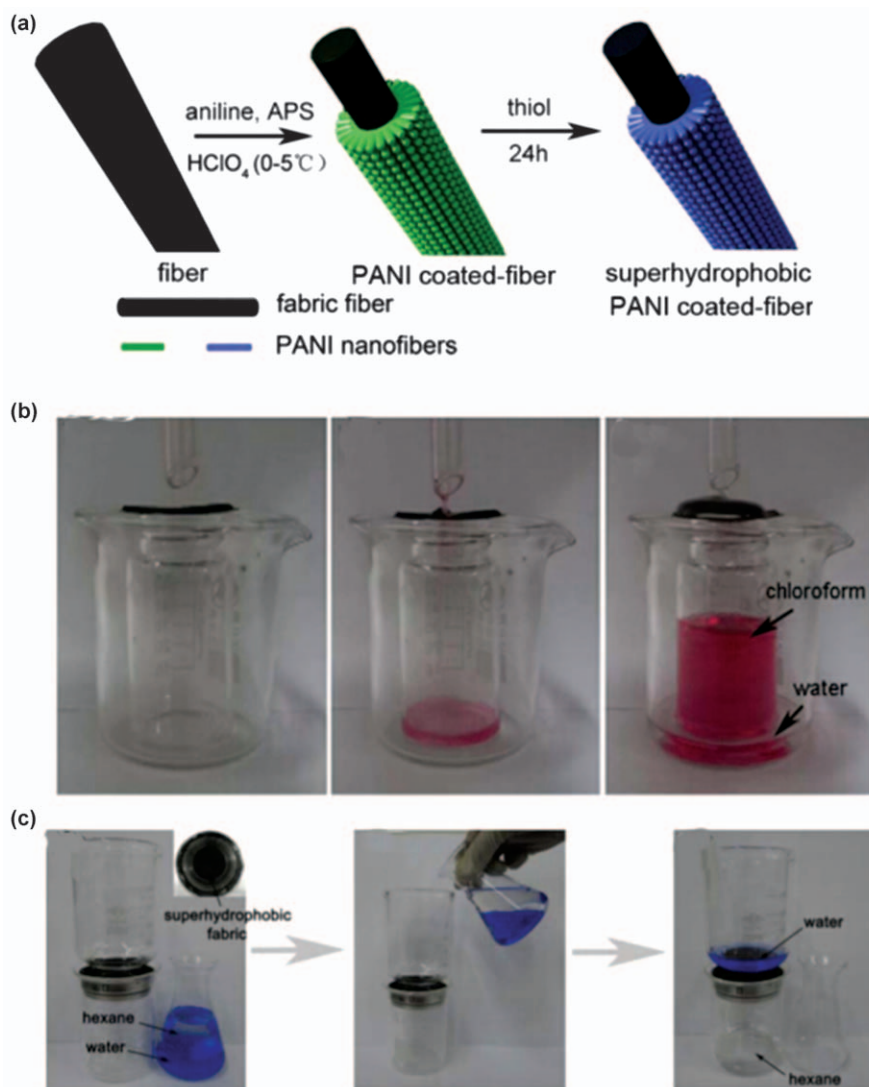 (a)
aniline, APS
HClO4 (0-5℃)
thiol
24h
fiber
PANI coated-fiber
superhydrophobic
PANI coated-fiber
fabric fiber
PANI nanofibers
(b)
chloroform
water
(c)
superhydrophobic
fabric
hexane
water
water
hexane